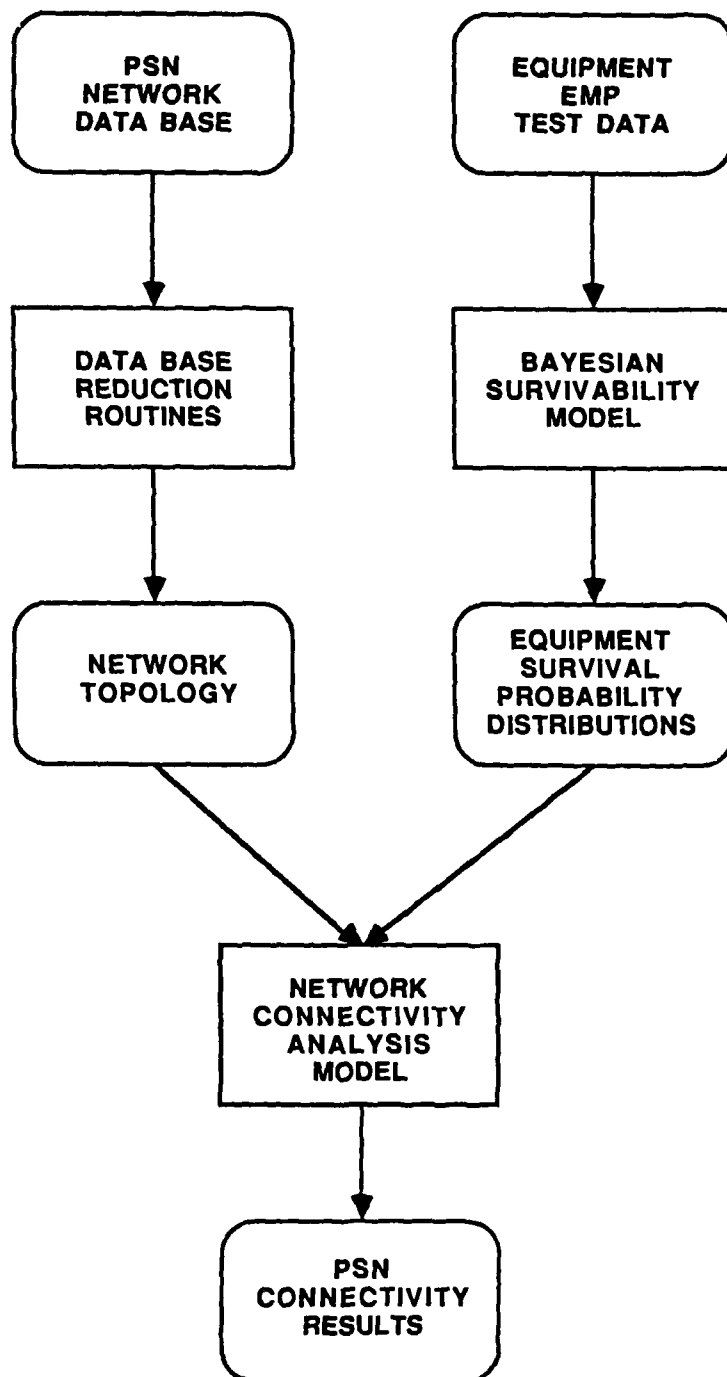 PSN
NETWORK
DATA BASE
EQUIPMENT
EMP
TEST DATA
DATA BASE
REDUCTION
ROUTINES
BAYESIAN
SURVIVABILITY
MODEL
NETWORK
TOPOLOGY
EQUIPMENT
SURVIVAL
PROBABILITY
DISTRIBUTIONS
NETWORK
CONNECTIVITY
ANALYSIS
MODEL
PSN
CONNECTIVITY
RESULTS